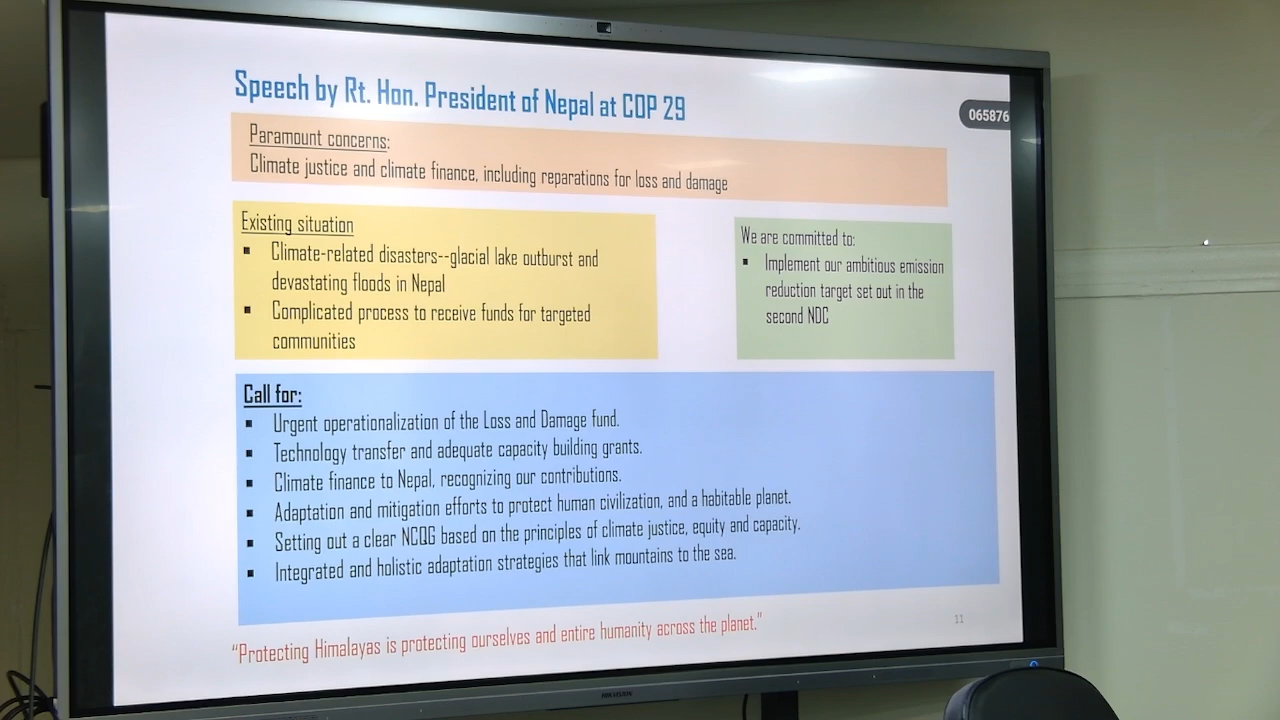 Speech by Rt. Hon. President of Nepal at COP 29
065876
Paramount concerns:
Climate justice and climate finance, including reparations for loss and damage
Existing situation
▪ Climate-related disasters--glacial lake outburst and
devastating floods in Nepal
▪ Complicated process to receive funds for targeted
communities
We are committed to:
▪ Implement our ambitious emission
reduction target set out in the
second NDC
Call for:
▪ Urgent operationalization of the Loss and Damage fund.
▪ Technology transfer and adequate capacity building grants.
▪ Climate finance to Nepal, recognizing our contributions.
▪ Adaptation and mitigation efforts to protect human civilization, and a habitable planet.
▪ Setting out a clear NCQG based on the principles of climate justice, equity and capacity.
▪ Integrated and holistic adaptation strategies that link mountains to the sea.
"Protecting Himalayas is protecting ourselves and entire humanity across the planet."
11
HIKVISION